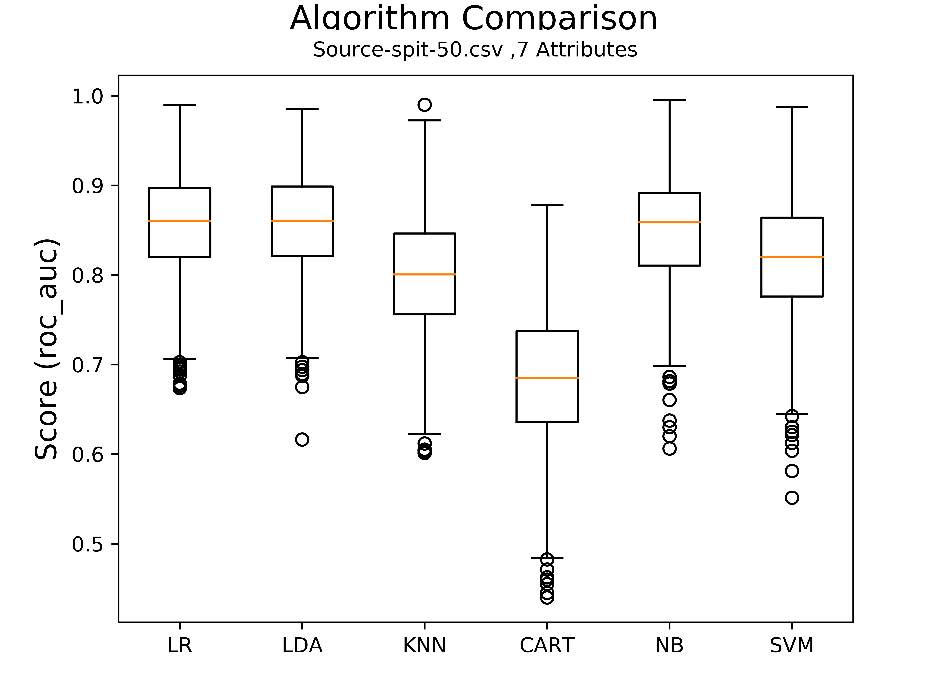 Algorithm Comparison
Source-spit-50.csv ,7 Attributes
Score (roc_auc)
1.0
0.9
0.8
0.7
0.6
0.5
LR LDA KNN CART NB SVM